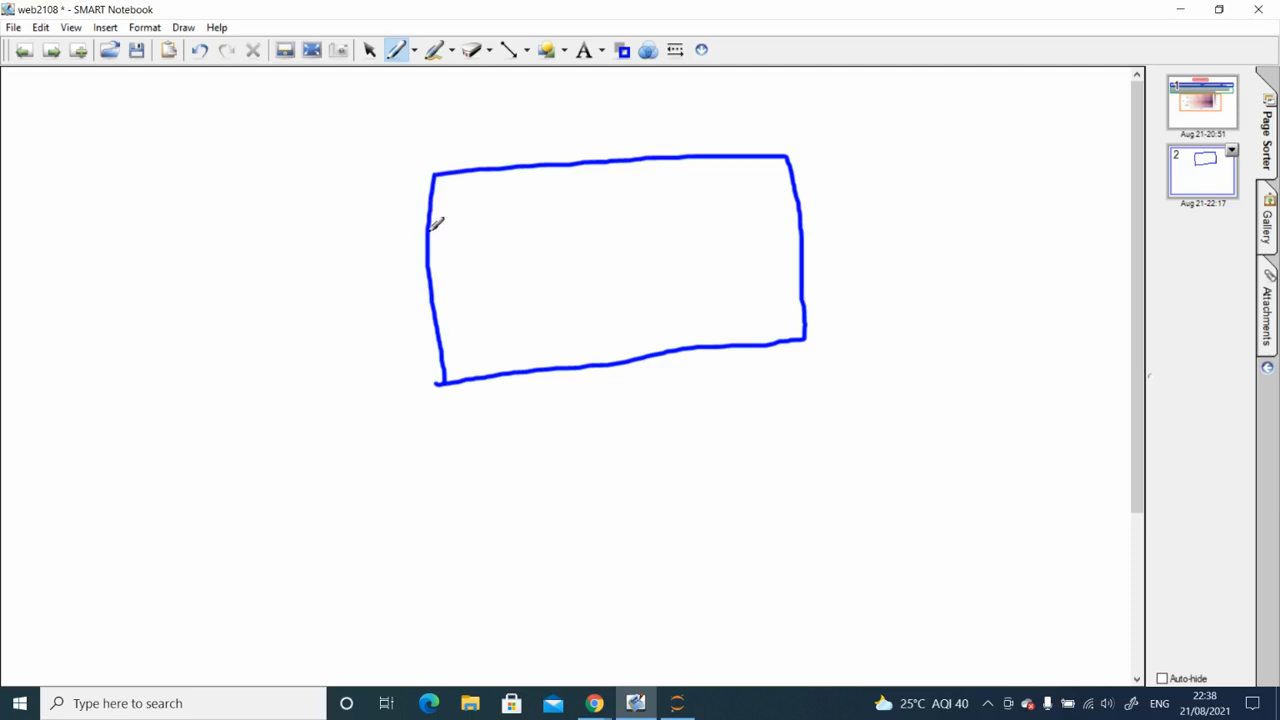 web2108 * - SMART Notebook
File Edit View Insert Format Draw Help
A
1
Aug 21-20:51
2
Aug 21-22:17
Page Sorter
Gallery
Attachments
Auto-hide
Type here to search
25°C AQI 40
ENG
22:38
21/08/2021